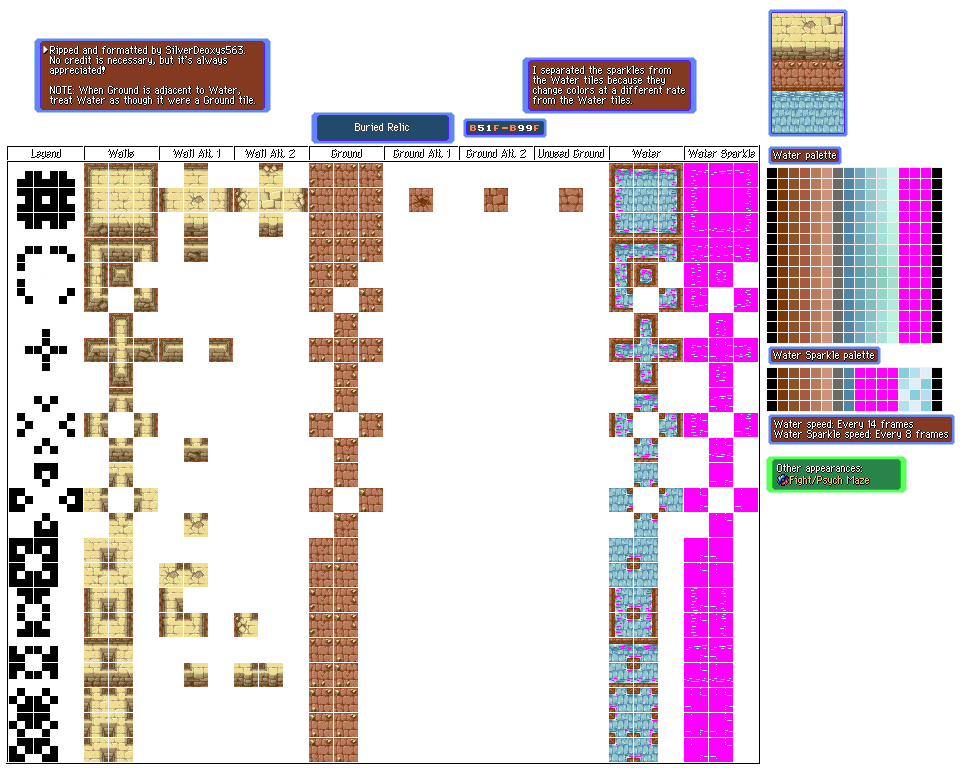 Ripped and formatted by SilverDeoxys563.
No credit is necessary, but it's always
appreciated!
NOTE: When Ground is adjacent to Water,
treat Water as though it were a Ground tile.
I separated the sparkles from
the Water tiles because they
change colors at a different rate
from the Water tiles.
Buried Relic
B51F-B99F
Legend
Walls
Wall Alt. 1
Wall Alt. 2
Ground
Ground Alt. 1
Ground Alt. 2
Unused Ground
Water
Water Sparkle
Water palette
Water Sparkle palette
Water speed: Every 14 frames
Water Sparkle speed: Every 8 frames
Other appearances:
Fight/Psych Maze